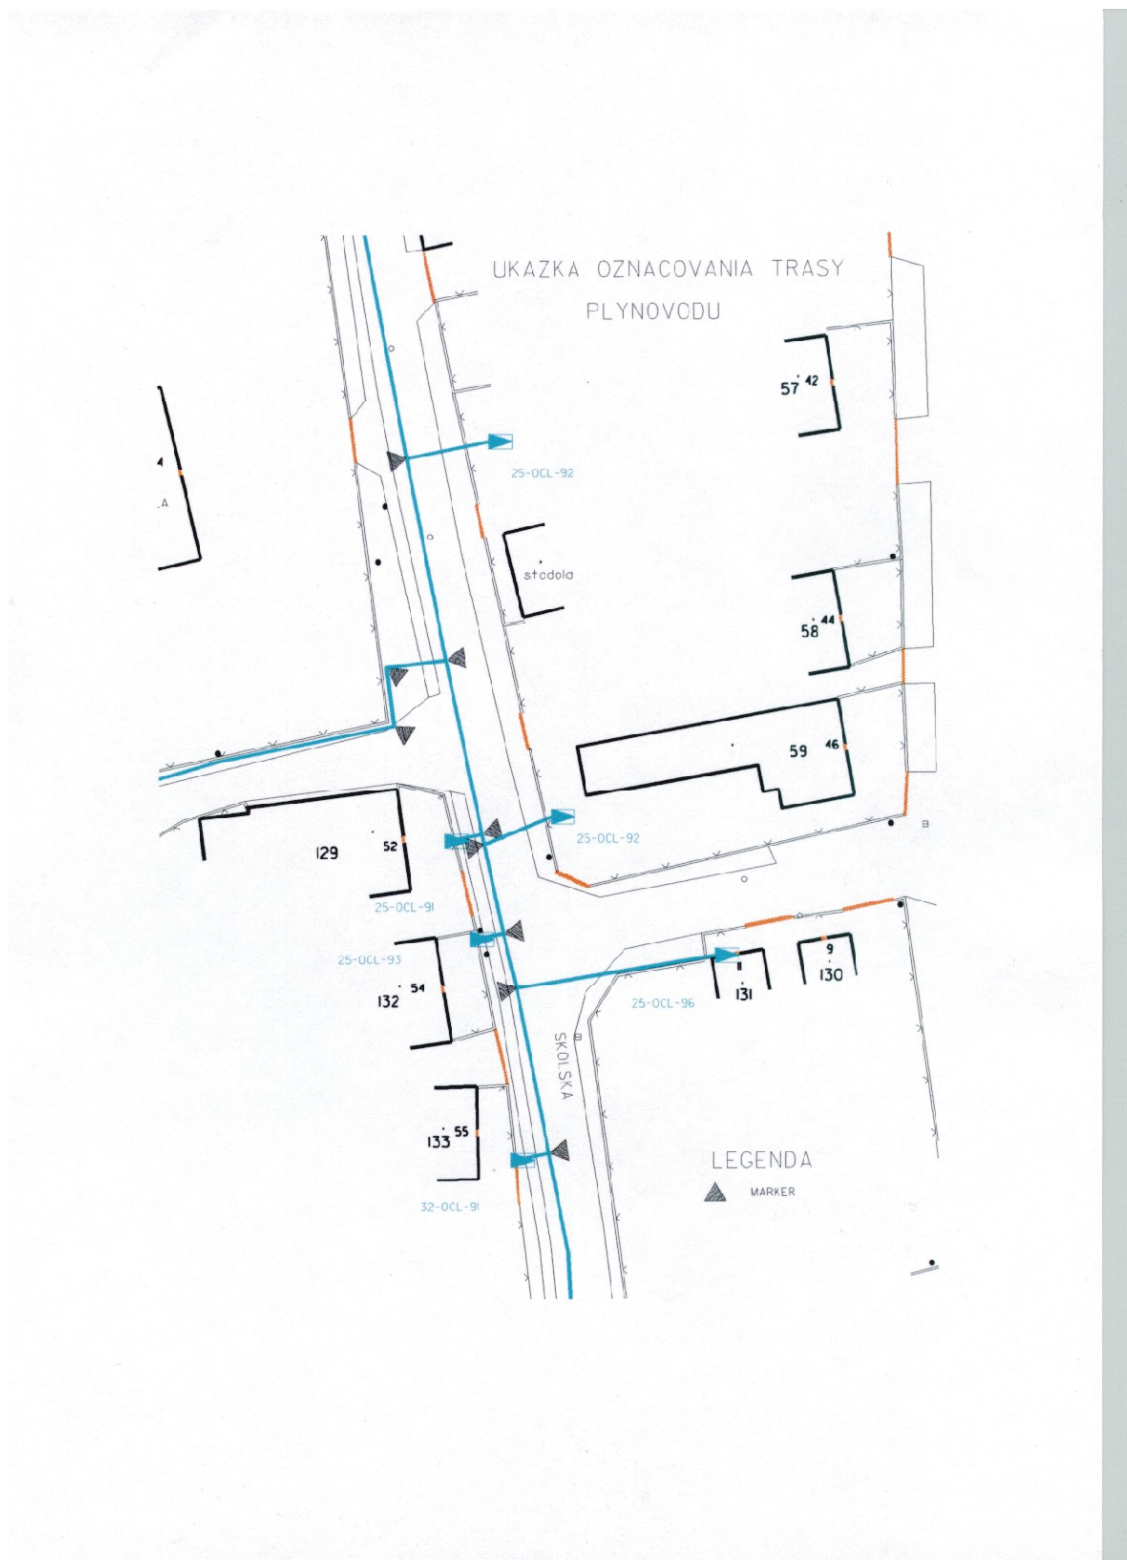 UKAZKA OZNACOVANIA TRASY
PLYNOVODU
57 42
4
.A
25-OCL-92
stodola
58 44
59 46
25-OCL-92
129 52
25-OCL-91
25-OCL-93
132 54
9
11
130
131
25-OCL-96
SKOLSKA
133 55
32-OCL-91
LEGENDA
MARKER